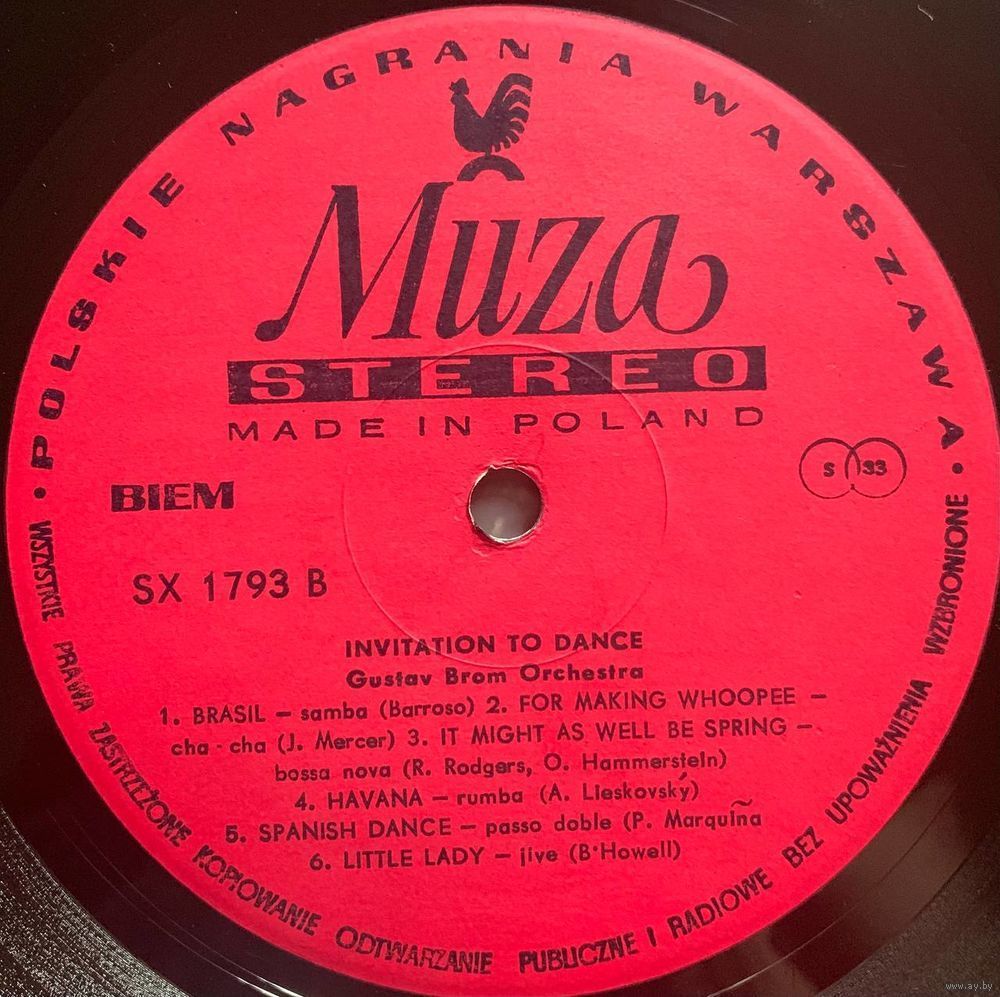 • POLSKIE NAGRANIA WARSZAWA •
Muza
STEREO
MADE IN POLAND
S 33
BIEM
SX 1793 B
INVITATION TO DANCE
Gustav Brom Orchestra
1. BRASIL – samba (Barroso) 2. FOR MAKING WHOOPEE –
cha - cha (J. Mercer) 3. IT MIGHT AS WELL BE SPRING –
bossa nova (R. Rodgers, O. Hammerstein)
4. HAVANA – rumba (A. Lieskovský)
5. SPANISH DANCE – passo doble (P. Marquiña
6. LITTLE LADY – jive (B·Howell)
WSZYSTKIE PRAWA ZASTRZEŻONE KOPIOWANIE ODTWARZANIE PUBLICZNE I RADIOWE BEZ UPOWAŻNIENIA WZBRONIONE
www.ay.by